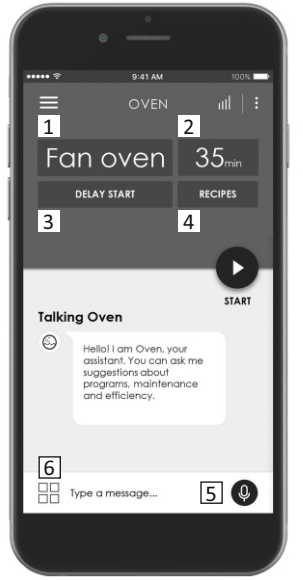 9:41 AM
100%
OVEN
1
2
Fan oven
35min
DELAY START
RECIPES
3
4
START
Talking Oven
Hello! I am Oven, your
assistant. You can ask me
suggestions about
programs, maintenance
and efficiency.
6
Type a message...
5